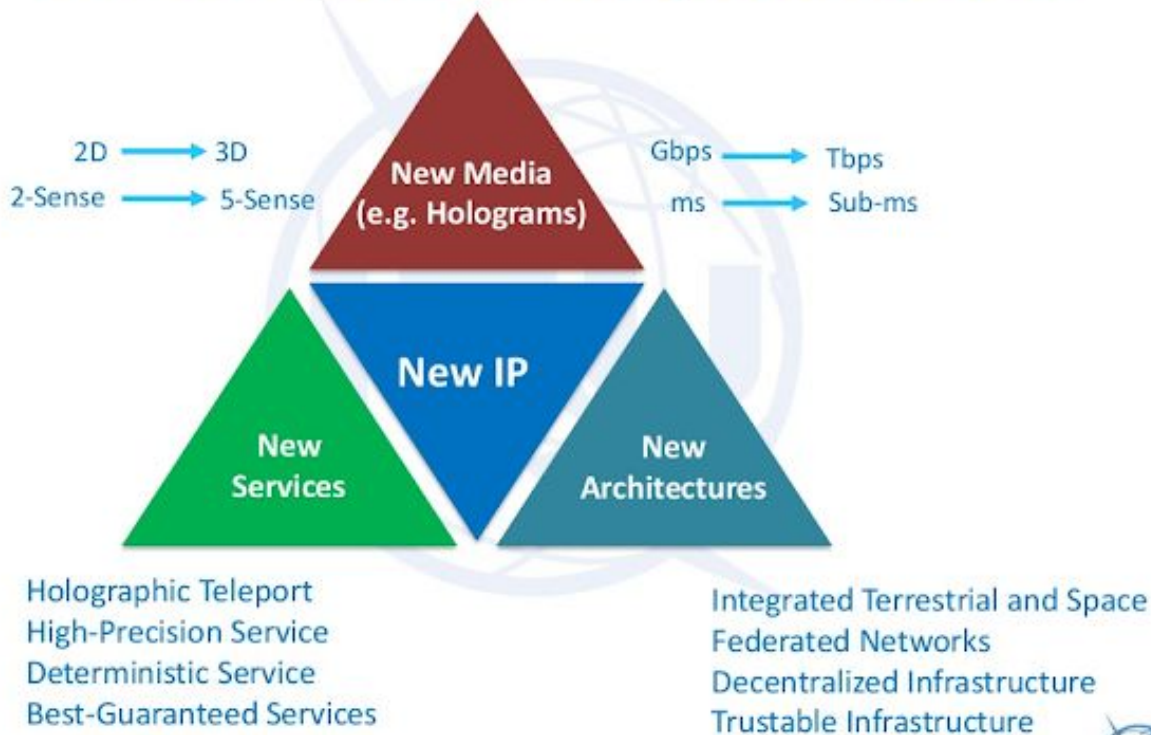 2D
3D
2-Sense
5-Sense
New Media
(e.g. Holograms)
Gbps
Tbps
ms
Sub-ms
New IP
New
Services
New
Architectures
Holographic Teleport
High-Precision Service
Deterministic Service
Best-Guaranteed Services
Integrated Terrestrial and Space
Federated Networks
Decentralized Infrastructure
Trustable Infrastructure